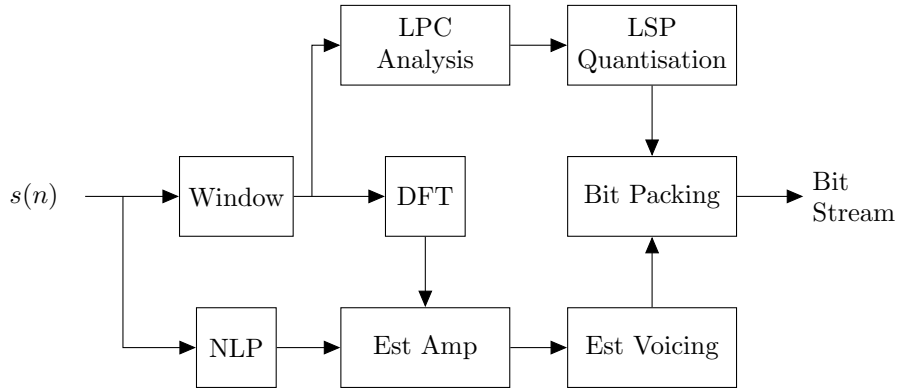 LPC
Analysis
LSP
Quantisation
s(n)
Window
DFT
Bit Packing
Bit
Stream
NLP
Est Amp
Est Voicing